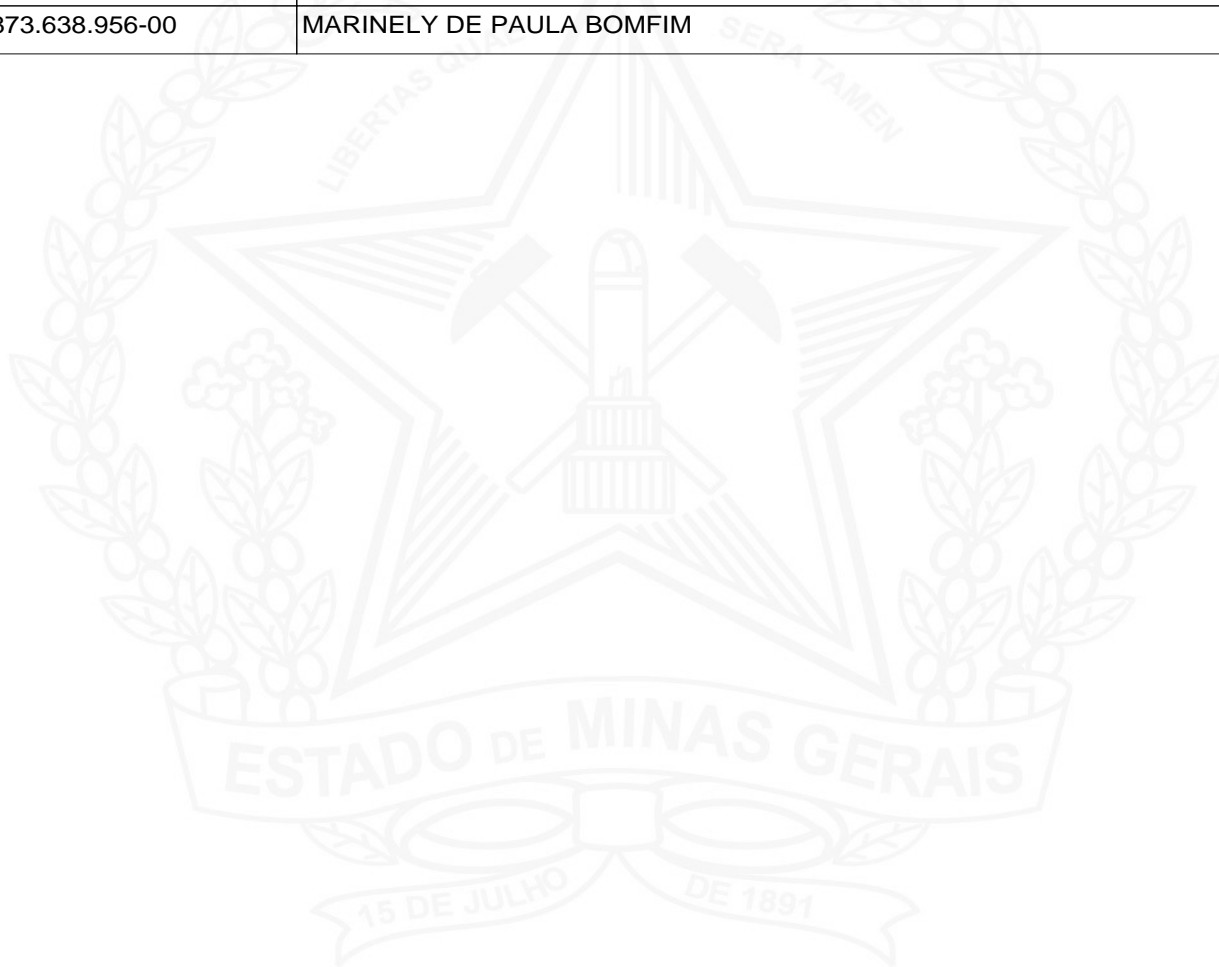 873.638.956-00 MARINELY DE PAULA BOMFIM
LIBERTAS QUAE SERA TAMEN
ESTADO DE MINAS GERAIS
15 DE JULHO DE 1891